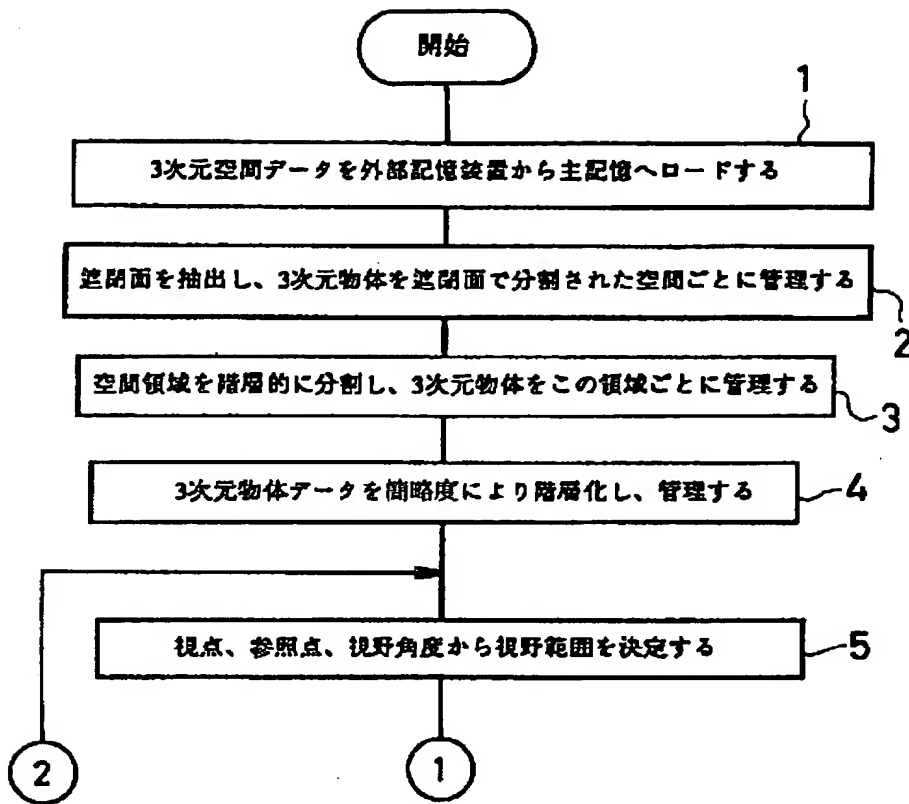 開始
1
3次元空間データを外部記憶装置から主記憶へロードする
遮閉面を抽出し、3次元物体を遮閉面で分割された空間ごとに管理する
2
空間領域を階層的に分割し、3次元物体をこの領域ごとに管理する
3
3次元物体データを簡略度により階層化し、管理する
4
視点、参照点、視野角度から視野範囲を決定する
5
2
1